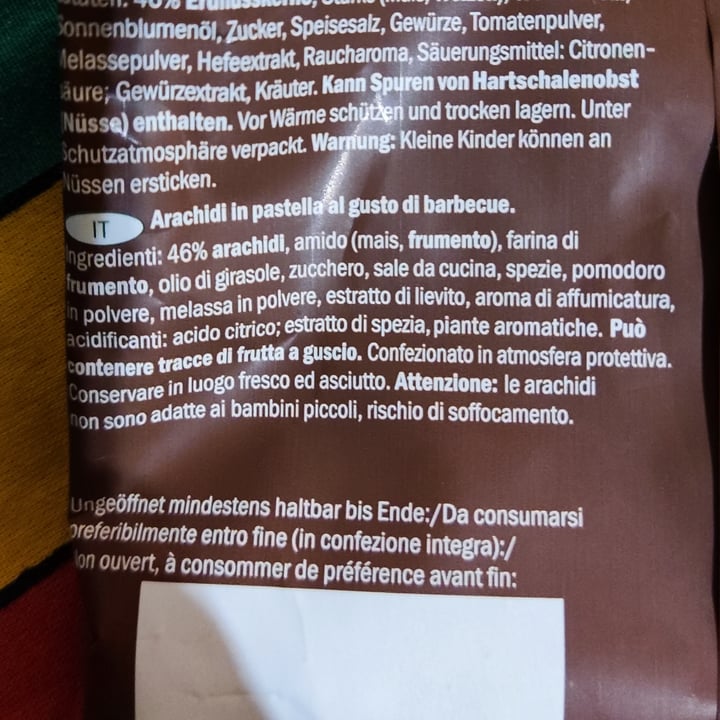 40% Erdnusskerne, Stärke (Mais,
Sonnenblumenöl, Zucker, Speisesalz, Gewürze, Tomatenpulver,
Melassepulver, Hefeextrakt, Raucharoma, Säuerungsmittel: Citronen-
säure; Gewürzextrakt, Kräuter. Kann Spuren von Hartschalenobst
(Nüsse) enthalten. Vor Wärme schützen und trocken lagern. Unter
Schutzatmosphäre verpackt. Warnung: Kleine Kinder können an
Nüssen ersticken.
IT Arachidi in pastella al gusto di barbecue.
Ingredienti: 46% arachidi, amido (mais, frumento), farina di
frumento, olio di girasole, zucchero, sale da cucina, spezie, pomodoro
in polvere, melassa in polvere, estratto di lievito, aroma di affumicatura,
acidificanti: acido citrico; estratto di spezia, piante aromatiche. Può
contenere tracce di frutta a guscio. Confezionato in atmosfera protettiva.
Conservare in luogo fresco ed asciutto. Attenzione: le arachidi
non sono adatte ai bambini piccoli, rischio di soffocamento.
Ungeöffnet mindestens haltbar bis Ende:/Da consumarsi
preferibilmente entro fine (in confezione integra):/
Non ouvert, à consommer de préférence avant fin: